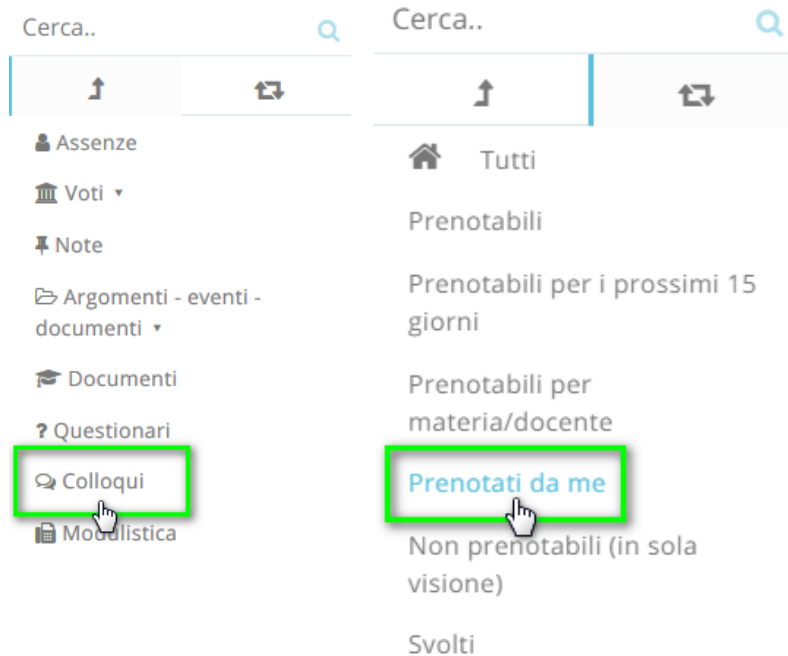 Cerca..
Assenze
Voti
Note
Argomenti - eventi -
documenti
Documenti
? Questionari
Colloqui
Modulistica
Cerca..
Tutti
Prenotabili
Prenotabili per i prossimi 15
giorni
Prenotabili per
materia/docente
Prenotati da me
Non prenotabili (in sola
visione)
Svolti